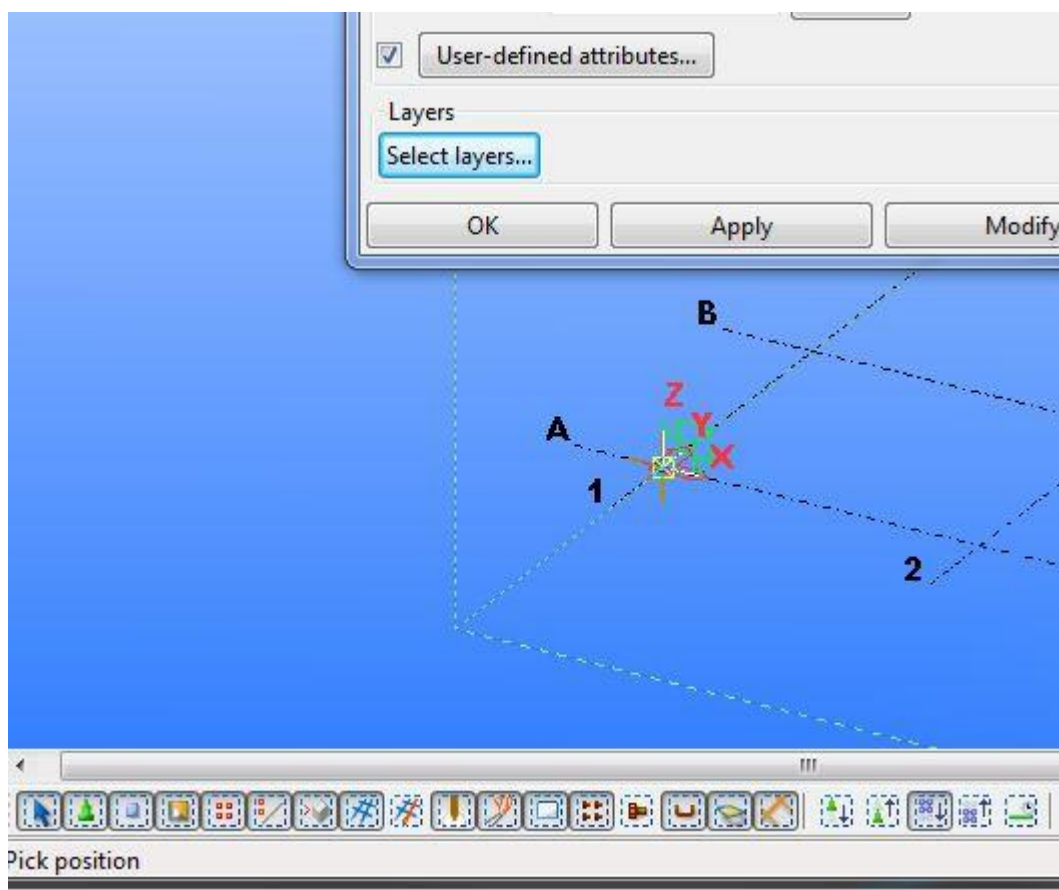 User-defined attributes...
Layers
Select layers...
OK Apply Modify
B
Z
Y
A
X
1
2
Pick position